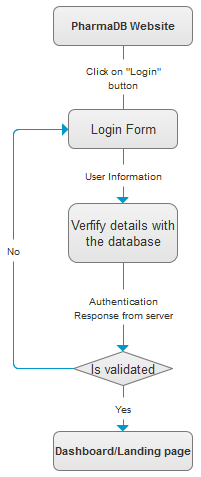 PharmaDB Website
Click on "Login"
button
Login Form
User Information
Verfify details with
the database
No
Authentication
Response from server
Is validated
Yes
Dashboard/Landing page